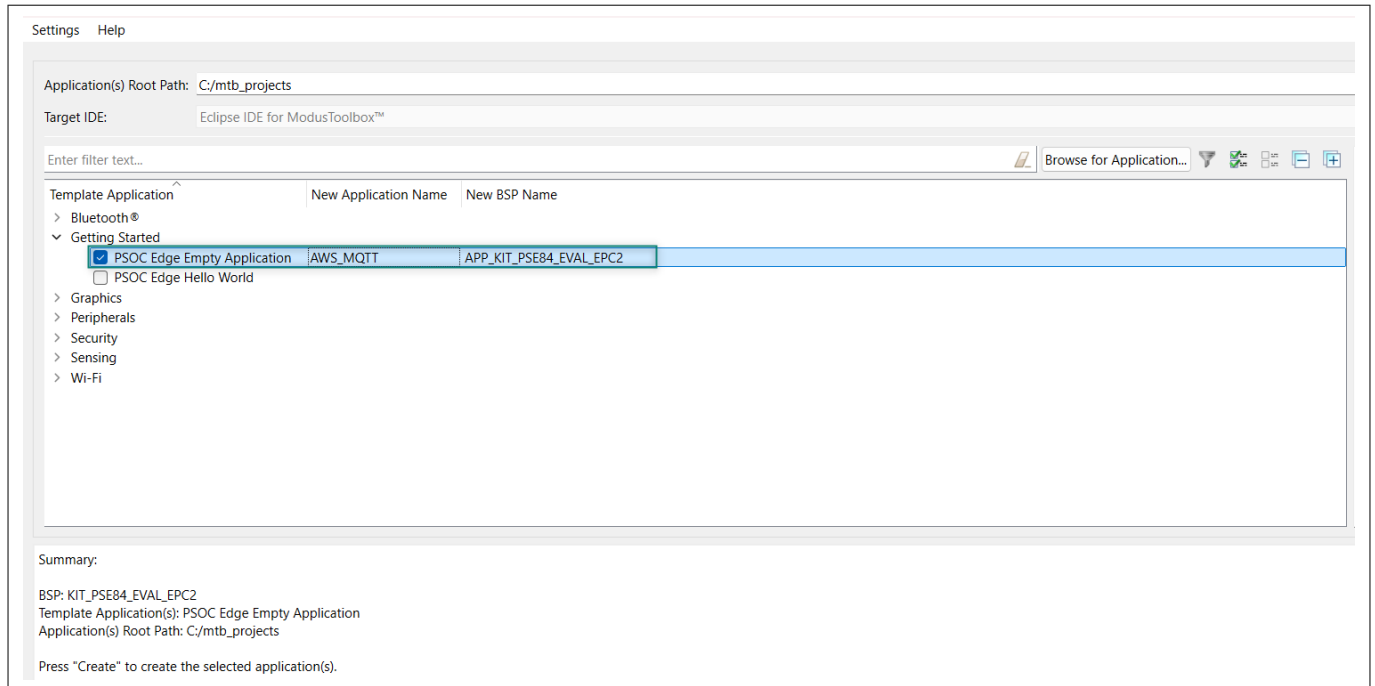 Settings Help
Application(s) Root Path: C:/mtb_projects
Target IDE: Eclipse IDE for ModusToolbox™
Enter filter text... Browse for Application...
Template Application New Application Name New BSP Name
Bluetooth®
Getting Started
PSOC Edge Empty Application AWS_MQTT APP_KIT_PSE84_EVAL_EPC2
PSOC Edge Hello World
Graphics
Peripherals
Security
Sensing
Wi-Fi
Summary:
BSP: KIT_PSE84_EVAL_EPC2
Template Application(s): PSOC Edge Empty Application
Application(s) Root Path: C:/mtb_projects
Press "Create" to create the selected application(s).